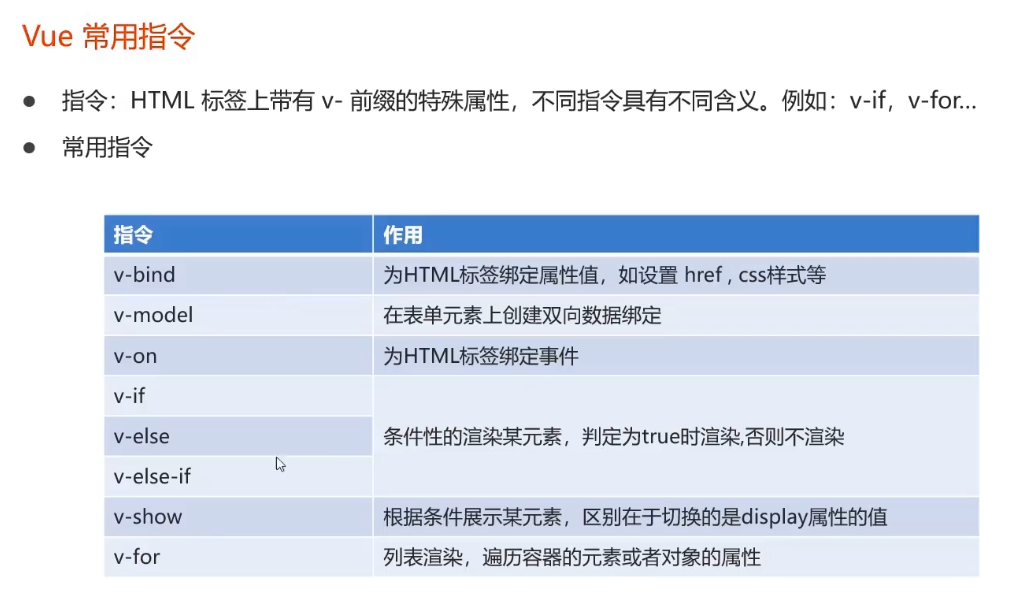 Vue 常用指令
指令：HTML 标签上带有 v- 前缀的特殊属性，不同指令具有不同含义。例如：v-if，v-for…
常用指令
指令 作用
v-bind 为HTML标签绑定属性值，如设置 href , css样式等
v-model 在表单元素上创建双向数据绑定
v-on 为HTML标签绑定事件
v-if
v-else 条件性的渲染某元素，判定为true时渲染,否则不渲染
v-else-if
v-show 根据条件展示某元素，区别在于切换的是display属性的值
v-for 列表渲染，遍历容器的元素或者对象的属性